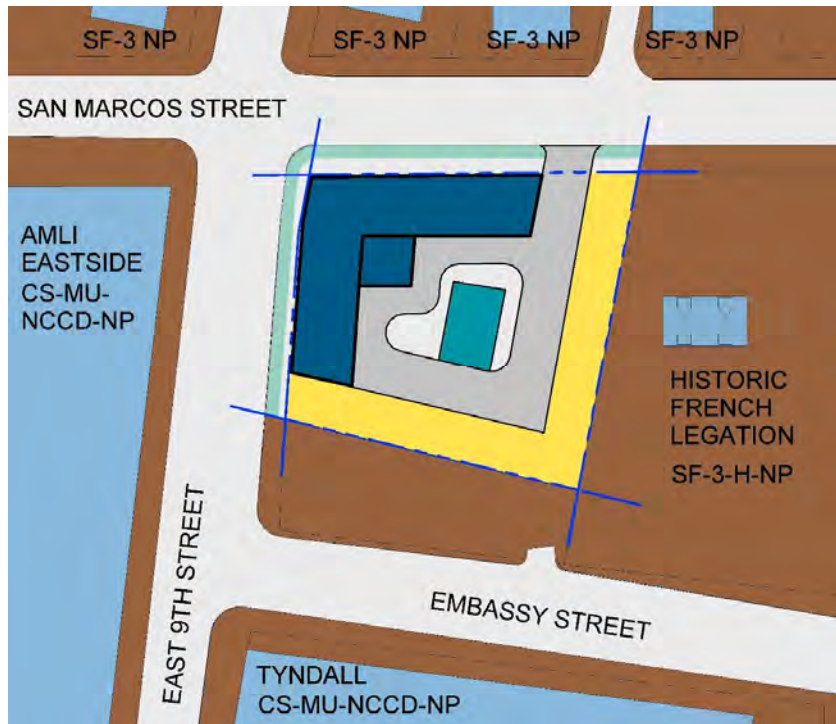 SF-3 NP
SF-3 NP
SF-3 NP
SF-3 NP
SAN MARCOS STREET
AMLI
EASTSIDE
CS-MU-
NCCD-NP
HISTORIC
FRENCH
LEGATION
SF-3-H-NP
EAST 9TH STREET
EMBASSY STREET
TYNDALL
CS-MU-NCCD-NP